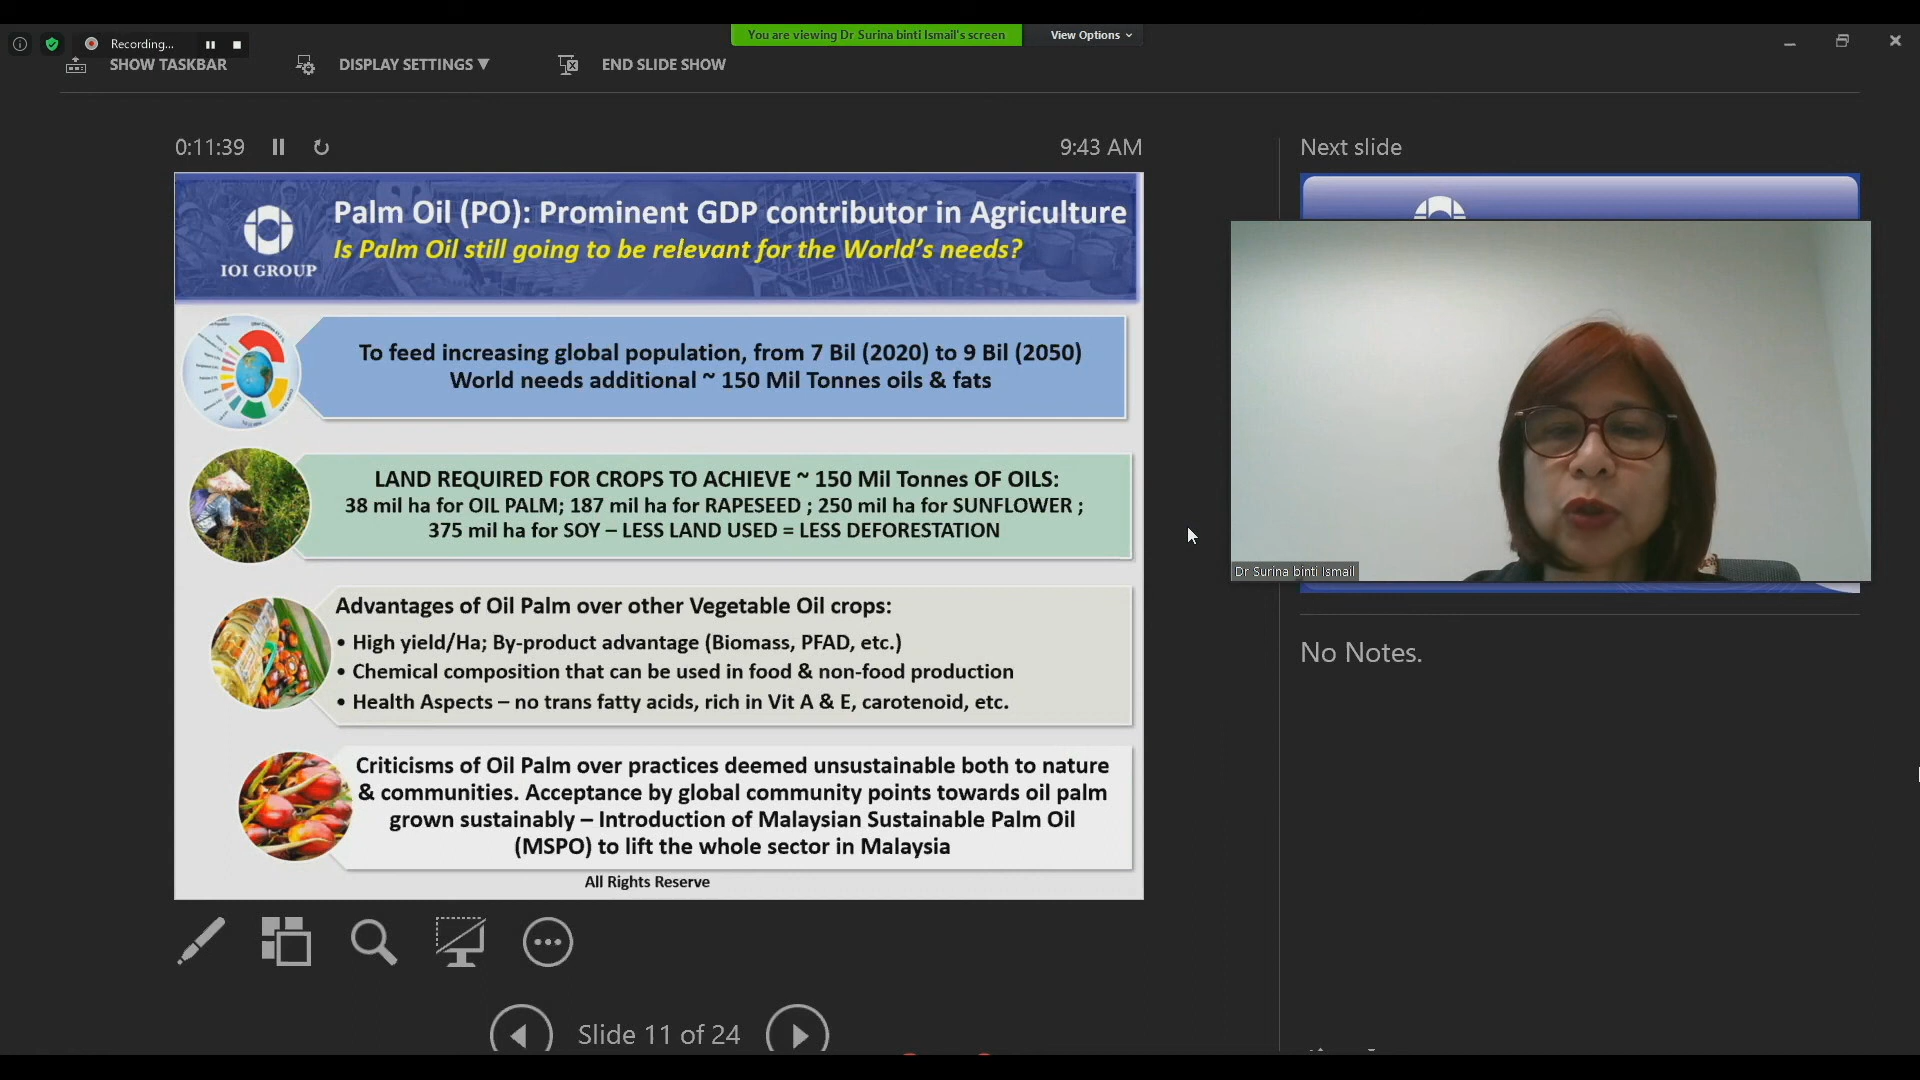 You are viewing Dr Surina binti Ismail's screen
View Options
Recording...
SHOW TASKBAR
DISPLAY SETTINGS ▼
END SLIDE SHOW
0:11:39
9:43 AM
Next slide
Palm Oil (PO): Prominent GDP contributor in Agriculture
Is Palm Oil still going to be relevant for the World's needs?
IOI GROUP
To feed increasing global population, from 7 Bil (2020) to 9 Bil (2050)
World needs additional ~ 150 Mil Tonnes oils & fats
LAND REQUIRED FOR CROPS TO ACHIEVE ~ 150 Mil Tonnes OF OILS:
38 mil ha for OIL PALM; 187 mil ha for RAPESEED ; 250 mil ha for SUNFLOWER ;
375 mil ha for SOY – LESS LAND USED = LESS DEFORESTATION
Advantages of Oil Palm over other Vegetable Oil crops:
• High yield/Ha; By-product advantage (Biomass, PFAD, etc.)
• Chemical composition that can be used in food & non-food production
• Health Aspects – no trans fatty acids, rich in Vit A & E, carotenoid, etc.
Criticisms of Oil Palm over practices deemed unsustainable both to nature
& communities. Acceptance by global community points towards oil palm
grown sustainably – Introduction of Malaysian Sustainable Palm Oil
(MSPO) to lift the whole sector in Malaysia
All Rights Reserve
Dr Surina binti Ismail
No Notes.
Slide 11 of 24